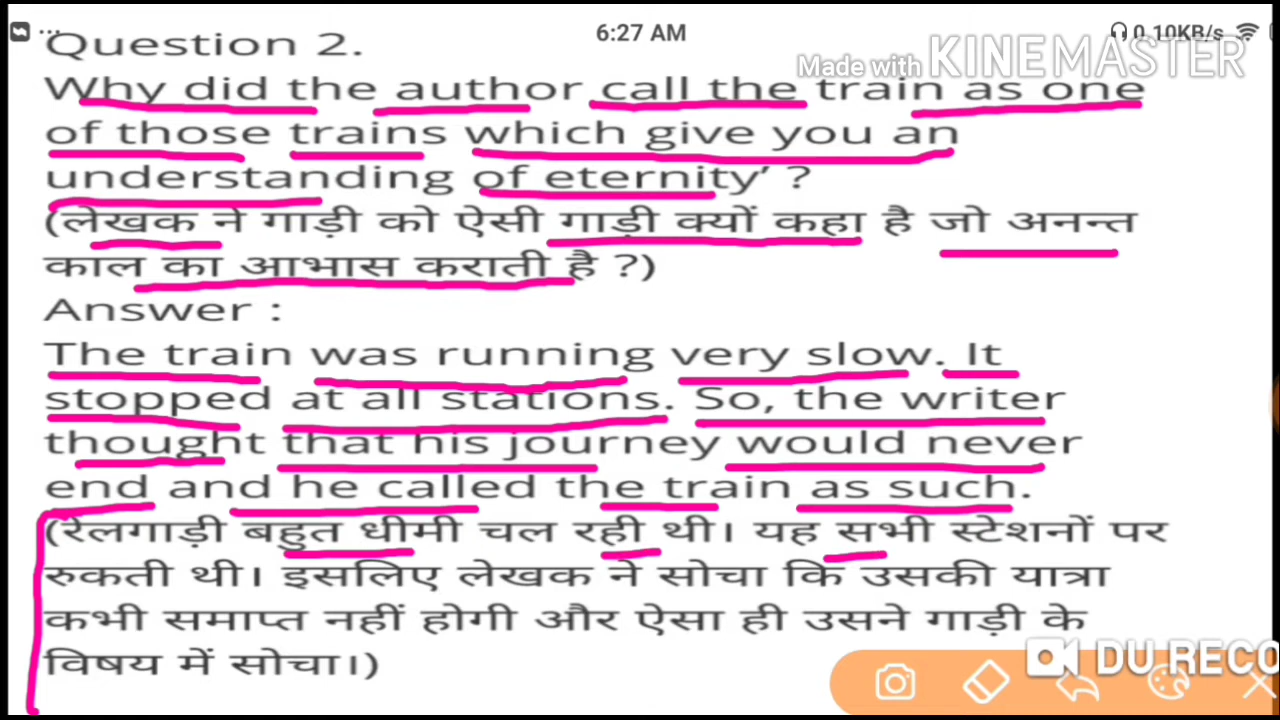 6:27 AM
0.10KB/s
Made with KINEMASTER
Question 2.
Why did the author call the train as one
of those trains which give you an
understanding of eternity’ ?
(लेखक ने गाड़ी को ऐसी गाड़ी क्यों कहा है जो अनन्त
काल का आभास कराती है ?)
Answer :
The train was running very slow. It
stopped at all stations. So, the writer
thought that his journey would never
end and he called the train as such.
(रेलगाड़ी बहुत धीमी चल रही थी। यह सभी स्टेशनों पर
रुकती थी। इसलिए लेखक ने सोचा कि उसकी यात्रा
कभी समाप्त नहीं होगी और ऐसा ही उसने गाड़ी के
विषय में सोचा।)
DU RECO